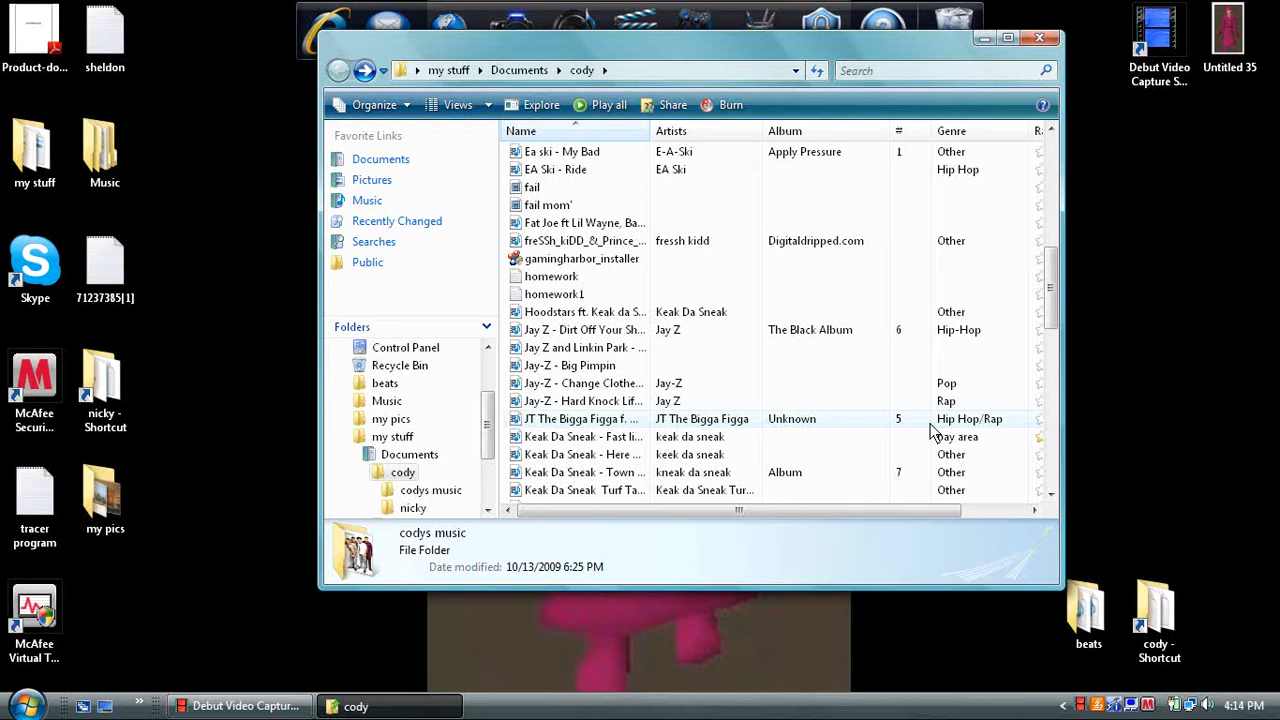 Product-do...
sheldon
my stuff
Music
Skype
71237385[1]
McAfee Securi...
nicky - Shortcut
tracer program
my pics
McAfee Virtual T...
Debut Video Capture S...
Untitled 35
beats
cody - Shortcut
my stuff Documents cody
Search
Organize Views Explore Play all Share Burn
Favorite Links
Documents
Pictures
Music
Recently Changed
Searches
Public
Folders
Control Panel
Recycle Bin
beats
Music
my pics
my stuff
Documents
cody
codys music
nicky
Name Artists Album # Genre
Ea ski - My Bad E-A-Ski Apply Pressure 1 Other
EA Ski - Ride EA Ski Hip Hop
fail
fail mom'
Fat Joe ft Lil Wayne, Ba...
freSSh_kiDD_&_Prince_... fressh kidd Digitaldripped.com Other
gamingharbor_installer
homework
homework1
Hoodstars ft. Keak da S... Keak Da Sneak Other
Jay Z - Dirt Off Your Sh... Jay Z The Black Album 6 Hip-Hop
Jay Z and Linkin Park - ...
Jay-Z - Big Pimpin
Jay-Z - Change Clothe... Jay-Z Pop
Jay-Z - Hard Knock Lif... Jay Z Rap
JT The Bigga Figga f. ... JT The Bigga Figga Unknown 5 Hip Hop/Rap
Keak Da Sneak - Fast li... keak da sneak bay area
Keak Da Sneak - Here ... keek da sneak Other
Keak Da Sneak - Town ... kneak da sneak Album 7 Other
Keak Da Sneak Turf Ta... Keak da Sneak Tur... Other
codys music
File Folder
Date modified: 10/13/2009 6:25 PM
Debut Video Captur...
cody
4:14 PM